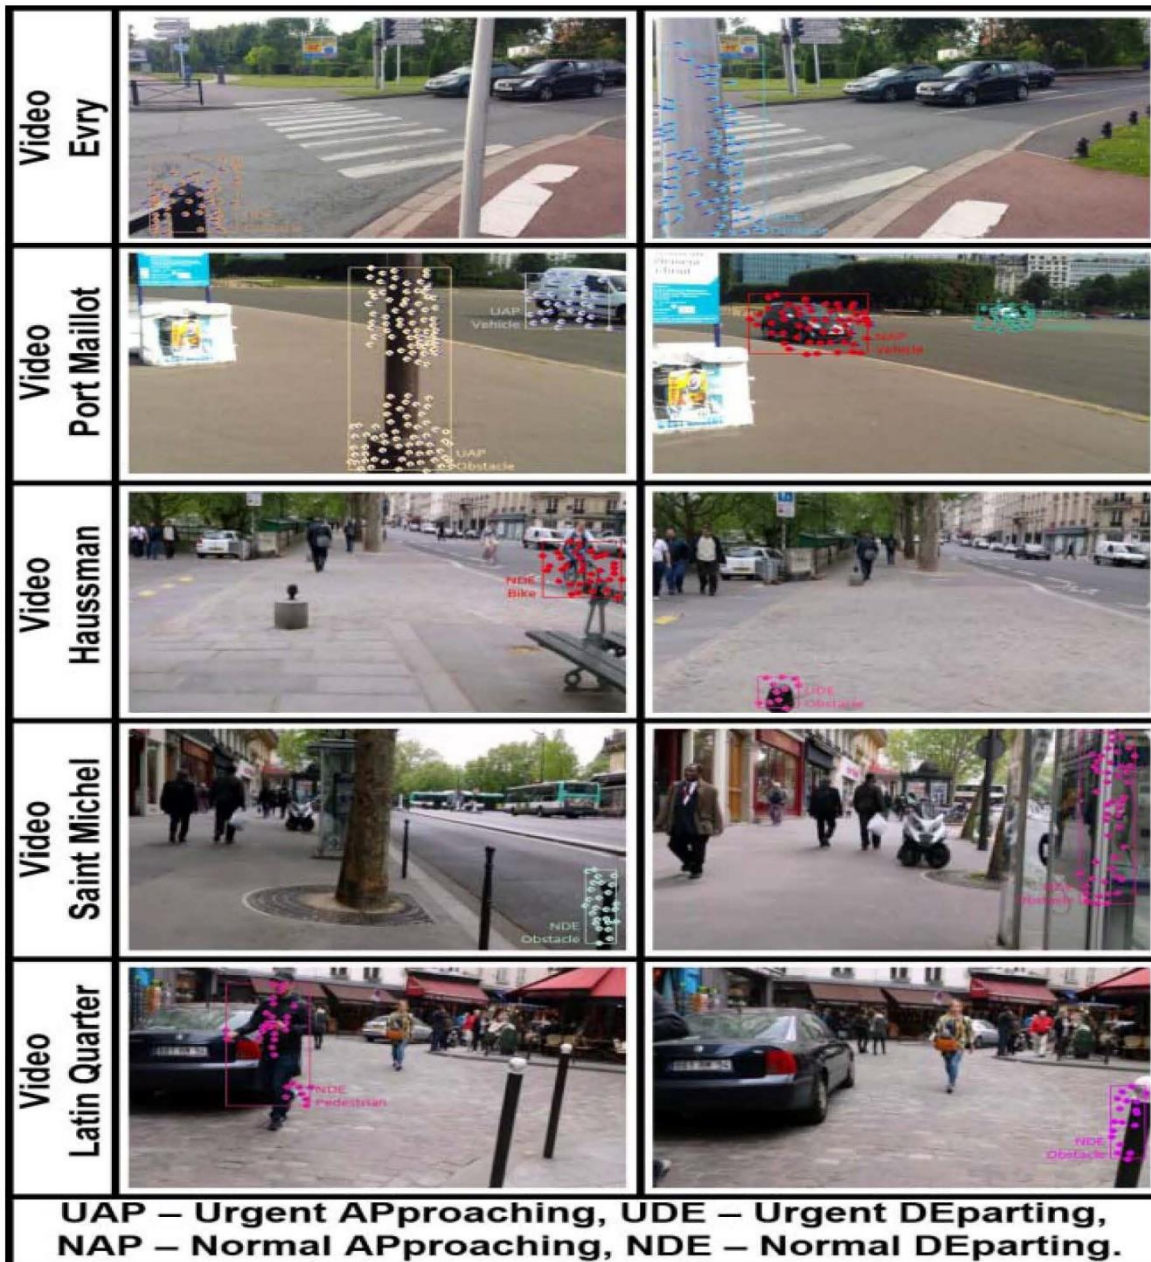 Video
Evry
Obstacle
Video
Port Maillot
UAP
Vehicle
UAP
Obstacle
NAP
Vehicle
Video
Haussman
NDE
Bike
UDE
Obstacle
Video
Saint Michel
NDE
Obstacle
Obstacle
Video
Latin Quarter
NDE
Pedestrian
NDE
Obstacle
UAP – Urgent APproaching, UDE – Urgent DEparting,
NAP – Normal APproaching, NDE – Normal DEparting.